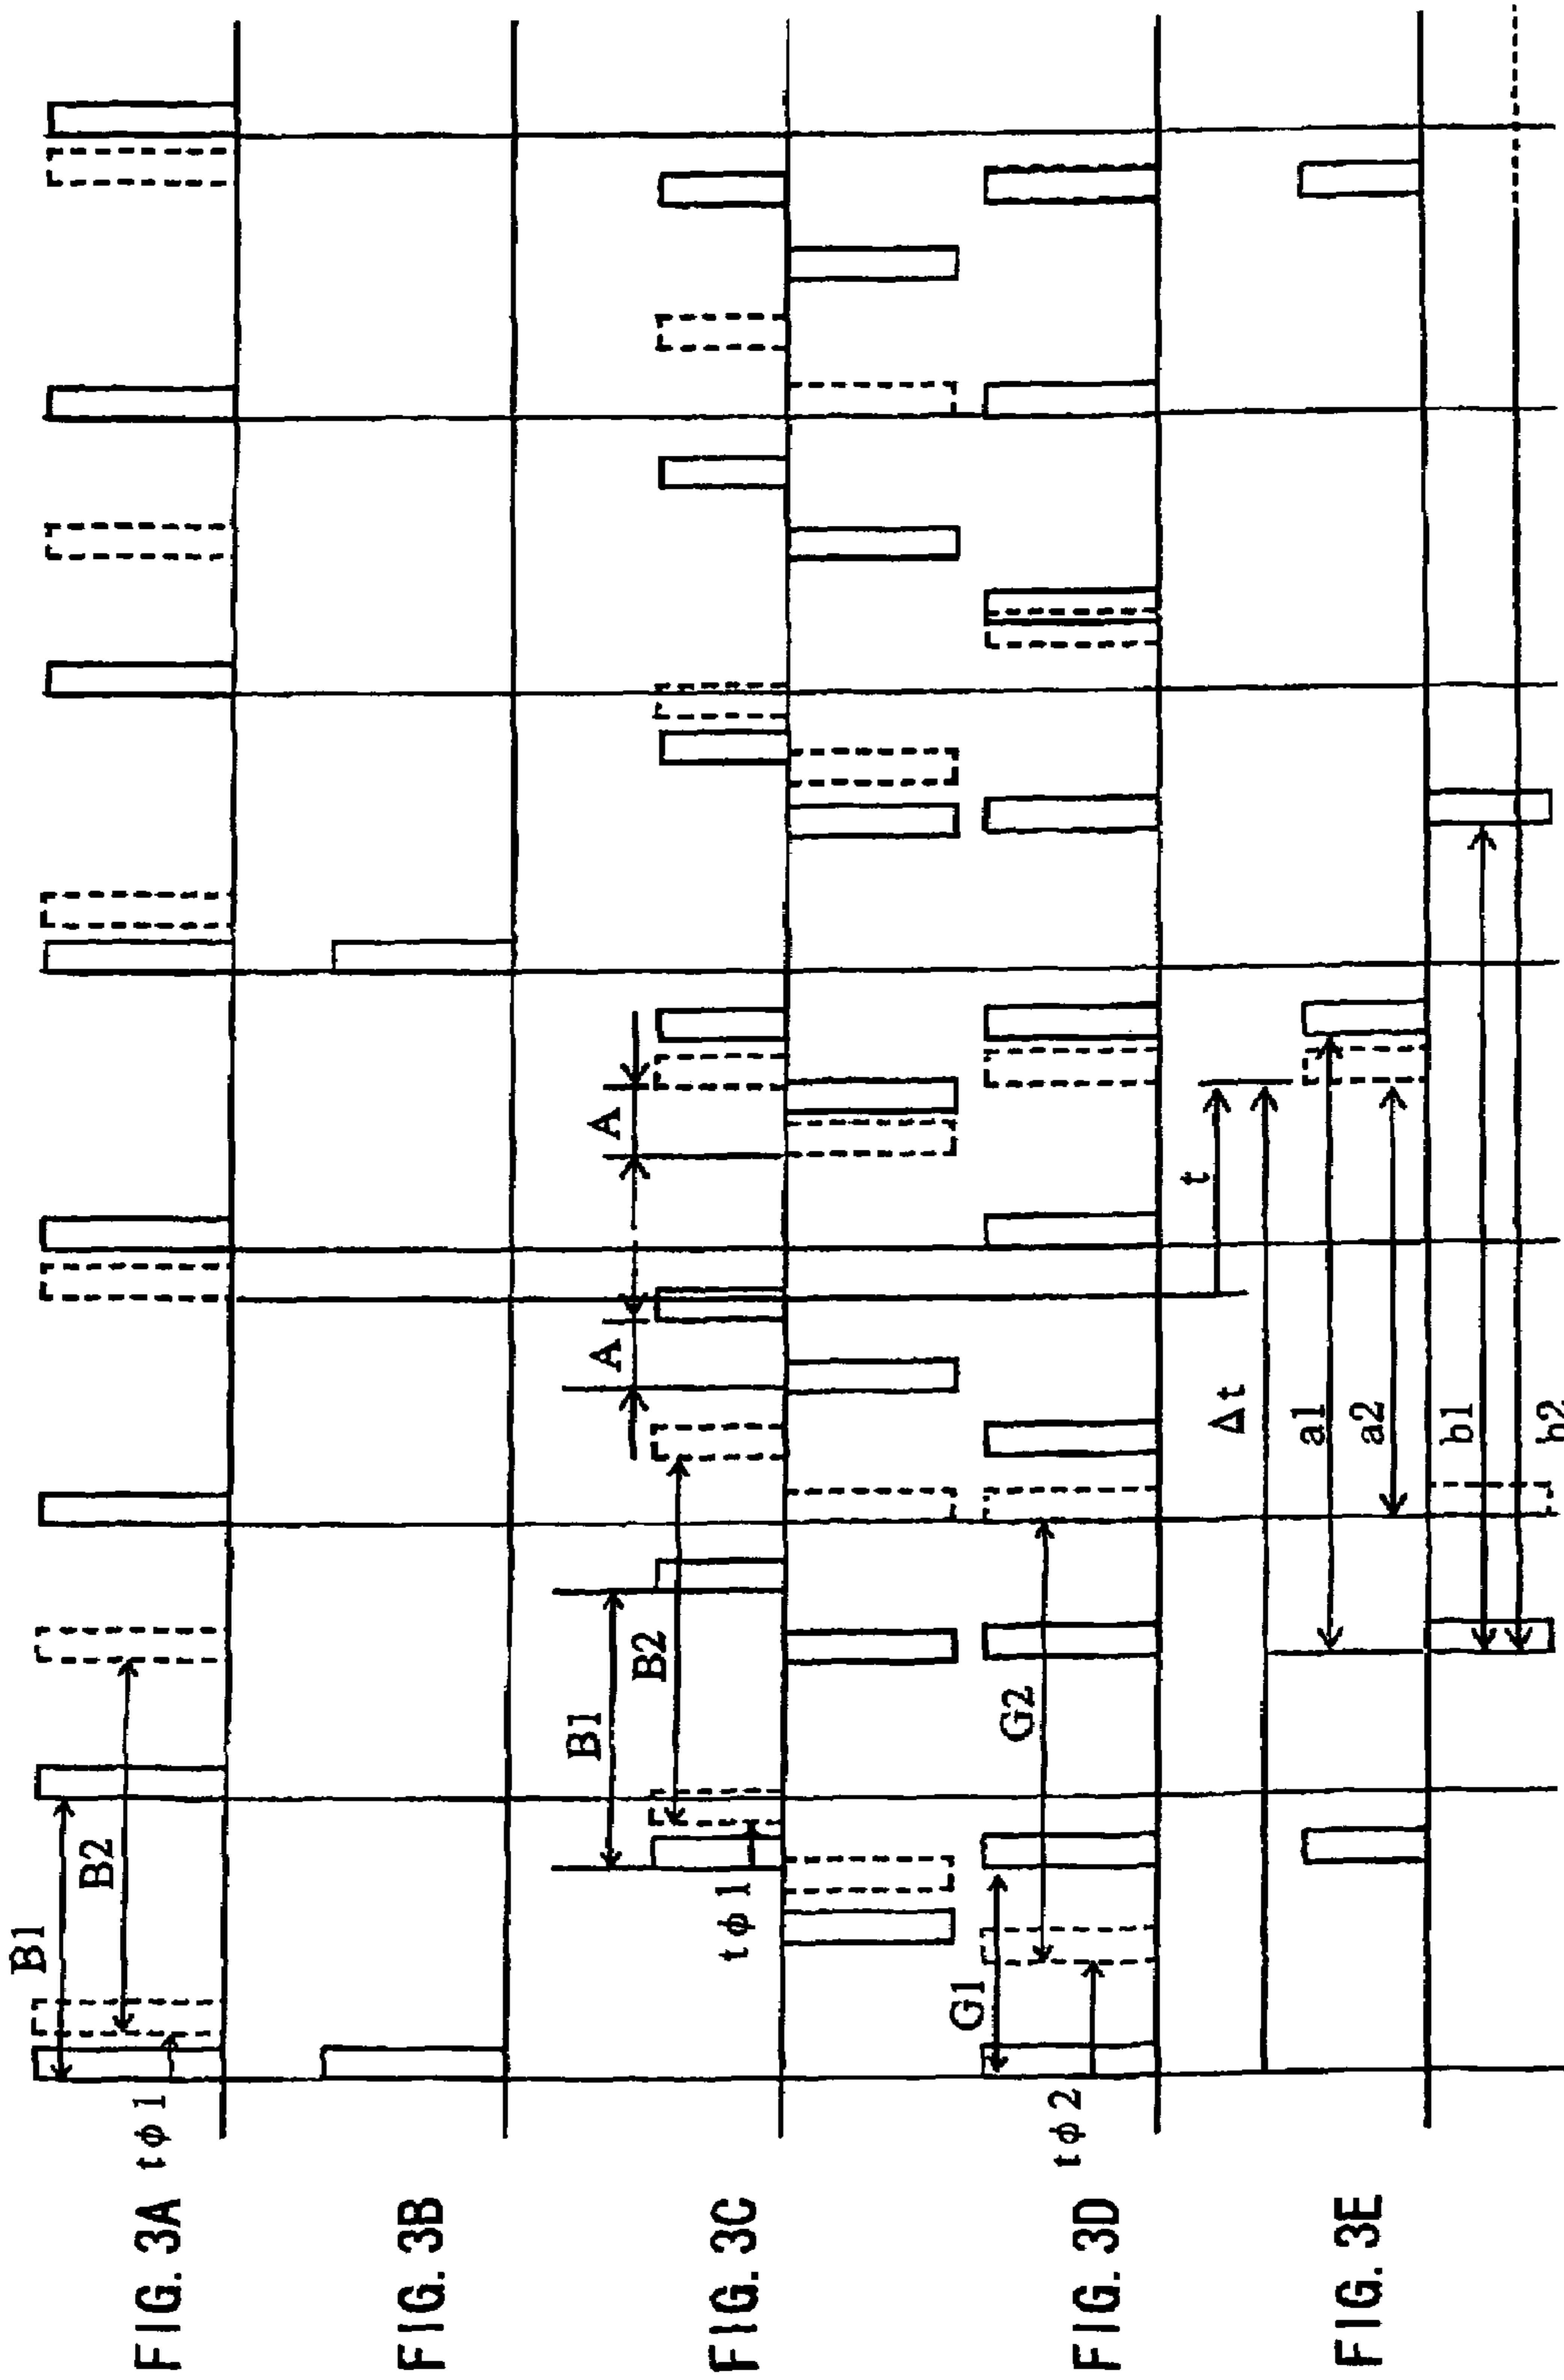 FIG. 3A
B1
B2
tφ1
FIG. 3B
FIG. 3C
B1
B2
A
A
tφ1
FIG. 3D
G1
G2
tφ2
t
Δt
FIG. 3E
a1
a2
b1
b2